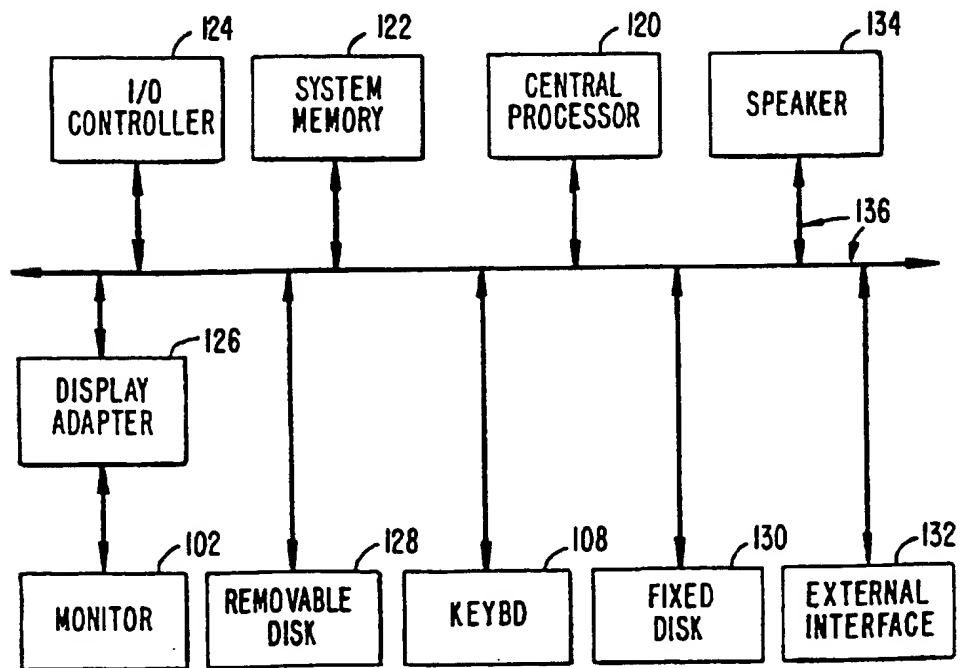 124
122
120
134
I/O
CONTROLLER
SYSTEM
MEMORY
CENTRAL
PROCESSOR
SPEAKER
136
126
DISPLAY
ADAPTER
102
128
108
130
132
MONITOR
REMOVABLE
DISK
KEYBD
FIXED
DISK
EXTERNAL
INTERFACE